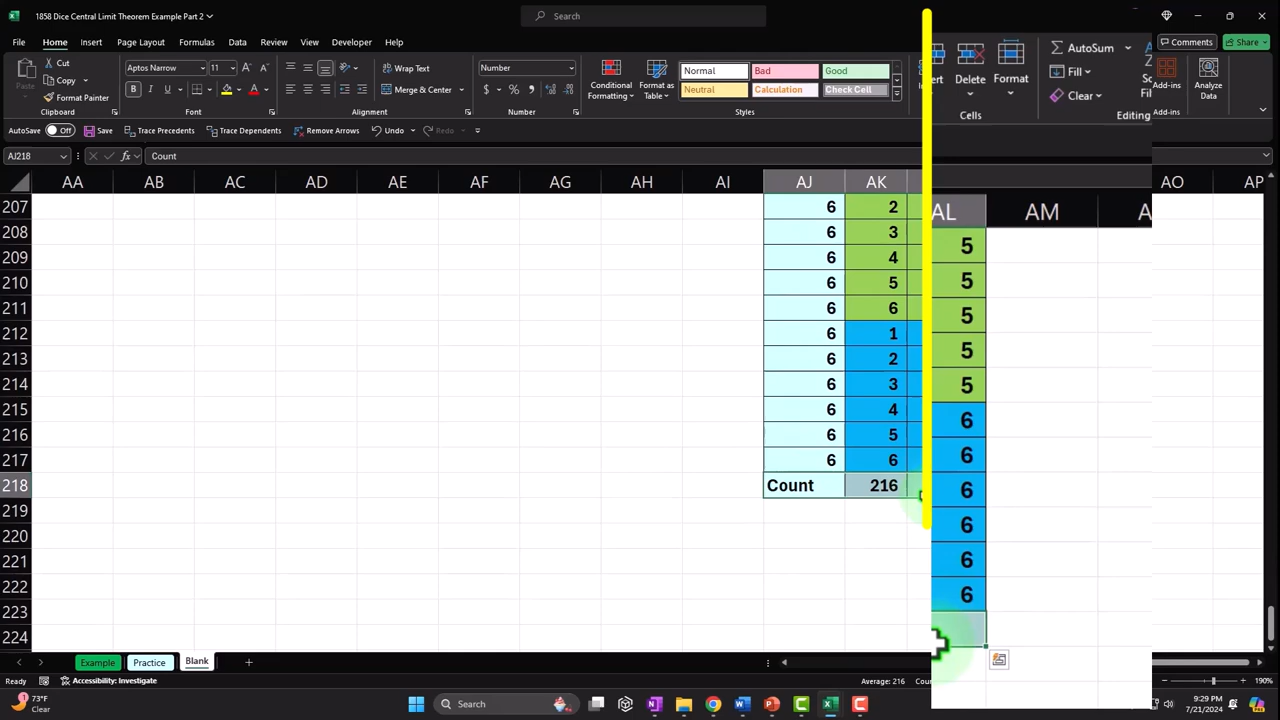 1858 Dice Central Limit Theorem Example Part 2
Search
File Home Insert Page Layout Formulas Data Review View Developer Help
Comments Share
Cut
Copy
Format Painter
Clipboard
Aptos Narrow
Font
Wrap Text
Merge & Center
Alignment
Number
Number
Conditional Formatting
Format as Table
Normal Bad Good
Neutral Calculation Check Cell
Styles
Delete Format
Cells
AutoSum
Fill
Clear
Editing
Add-ins
Analyze Data
AutoSave Off Save Trace Precedents Trace Dependents Remove Arrows Undo Redo
AJ218 fx Count
AA AB AC AD AE AF AG AH AI AJ AK AL AM AO AP
207 6 2 5
208 6 3 5
209 6 4 5
210 6 5 5
211 6 6 5
212 6 1 6
213 6 2 6
214 6 3 6
215 6 4 6
216 6 5 6
217 6 6 6
218 Count 216
219
220
221
222
223
224
Example Practice Blank
Ready Accessibility: Investigate Average: 216 190%
73°F
Clear
Search
9:29 PM
7/21/2024